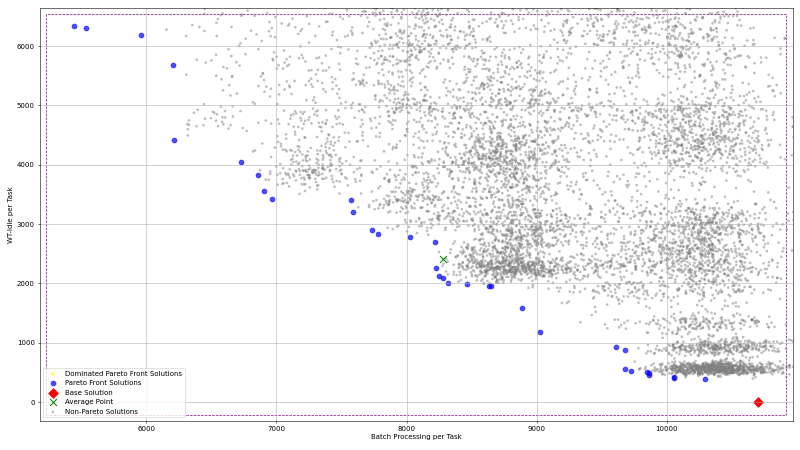 6000
5000
4000
3000
2000
1000
0
WT-Idle per Task
Dominated Pareto Front Solutions
Pareto Front Solutions
Base Solution
Average Point
Non-Pareto Solutions
6000 7000 8000 9000 10000
Batch Processing per Task